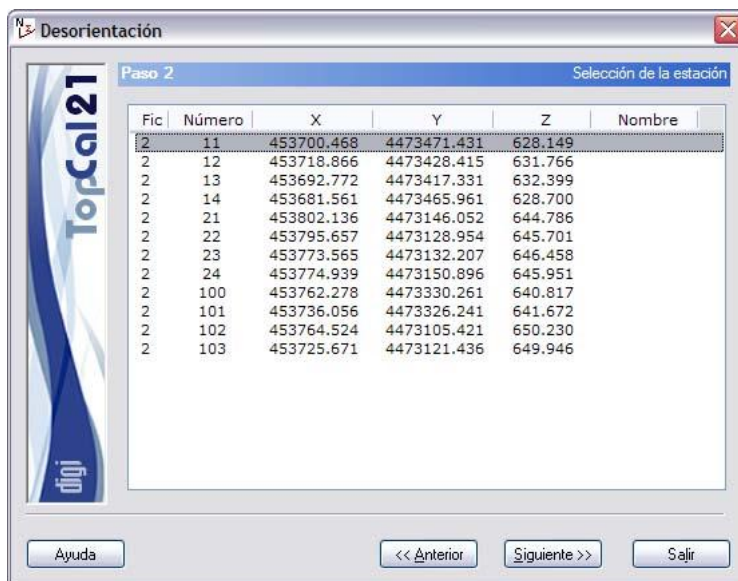 Desorientación
TopCal21
digi
Paso 2 Selección de la estación
Fic Número X Y Z Nombre
2 11 453700.468 4473471.431 628.149
2 12 453718.866 4473428.415 631.766
2 13 453692.772 4473417.331 632.399
2 14 453681.561 4473465.961 628.700
2 21 453802.136 4473146.052 644.786
2 22 453795.657 4473128.954 645.701
2 23 453773.565 4473132.207 646.458
2 24 453774.939 4473150.896 645.951
2 100 453762.278 4473330.261 640.817
2 101 453736.056 4473326.241 641.672
2 102 453764.524 4473105.421 650.230
2 103 453725.671 4473121.436 649.946
Ayuda << Anterior Siguiente >> Salir